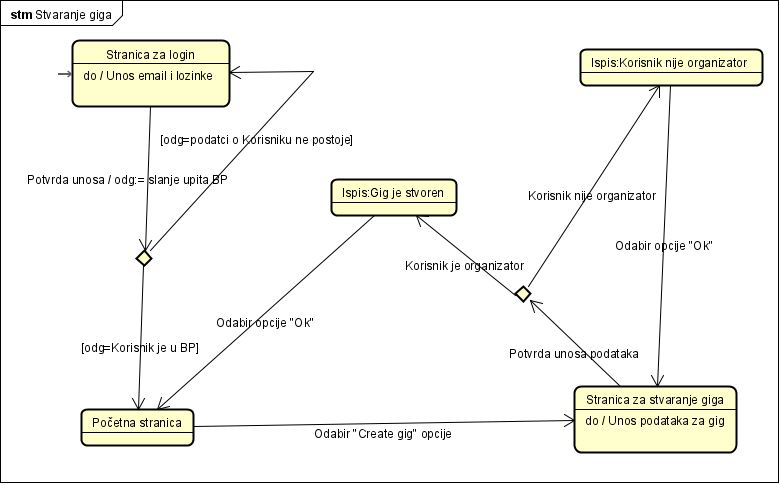 stm Stvaranje giga
Stranica za login
do / Unos email i lozinke
Ispis:Korisnik nije organizator
[odg=podatci o Korisniku ne postoje]
Potvrda unosa / odg:= slanje upita BP
Ispis:Gig je stvoren
Korisnik nije organizator
Odabir opcije "Ok"
Korisnik je organizator
Odabir opcije "Ok"
[odg=Korisnik je u BP]
Potvrda unosa podataka
Stranica za stvaranje giga
do / Unos podataka za gig
Početna stranica
Odabir "Create gig" opcije